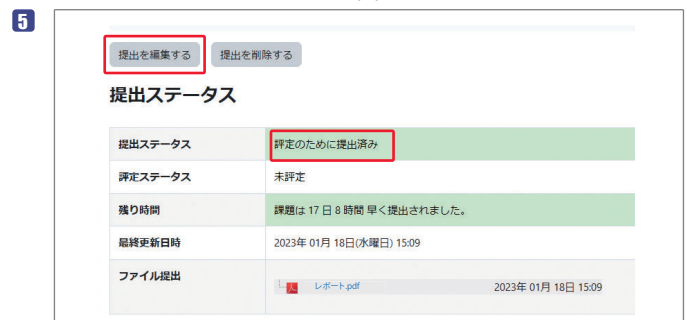 5
提出を編集する 提出を削除する
提出ステータス
提出ステータス 評定のために提出済み
評定ステータス 未評定
残り時間 課題は 17 日 8 時間 早く提出されました。
最終更新日時 2023年 01月 18日(水曜日) 15:09
ファイル提出
レポート.pdf 2023年 01月 18日 15:09